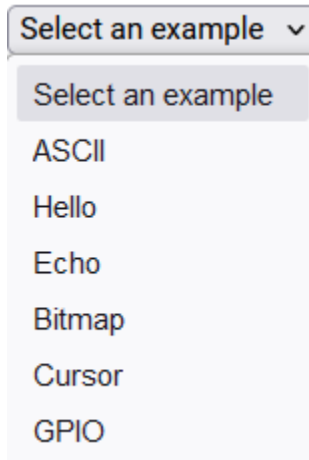 Select an example
Select an example
ASCII
Hello
Echo
Bitmap
Cursor
GPIO